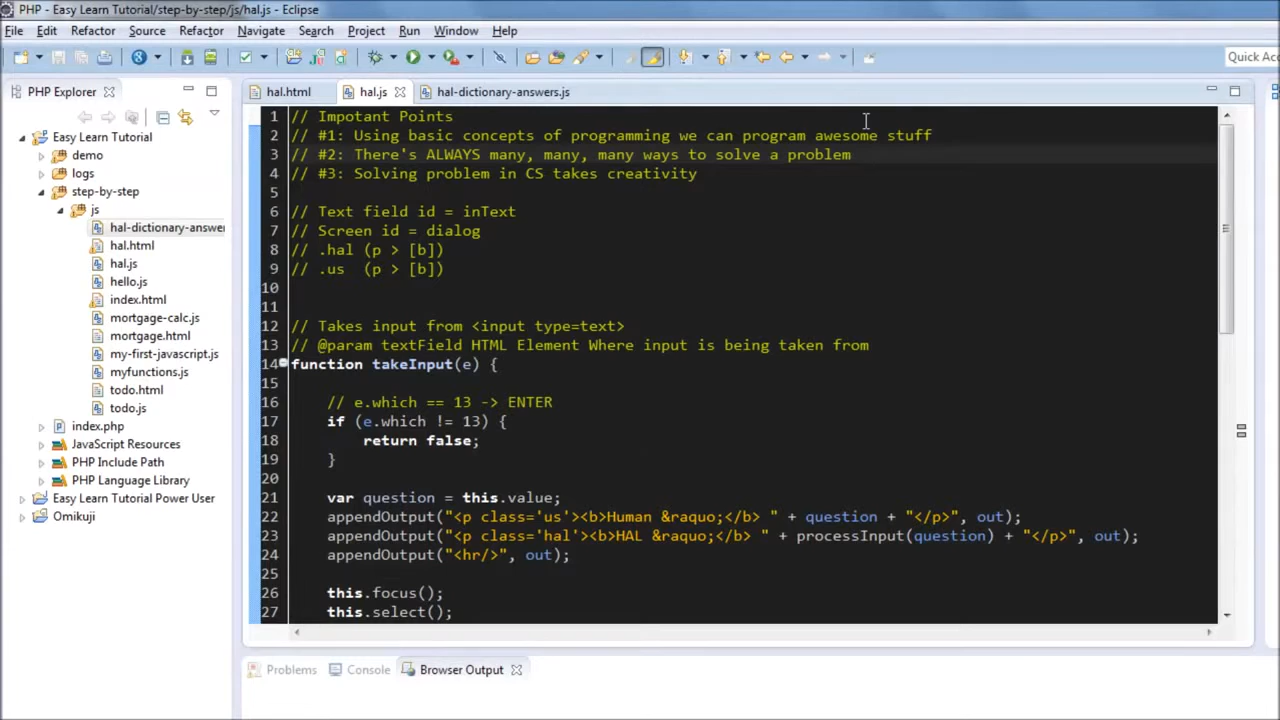 PHP - Easy Learn Tutorial/step-by-step/js/hal.js - Eclipse
File Edit Refactor Source Refactor Navigate Search Project Run Window Help
Quick Acc
PHP Explorer
hal.html hal.js hal-dictionary-answers.js
Easy Learn Tutorial
demo
logs
step-by-step
js
hal-dictionary-answer
hal.html
hal.js
hello.js
index.html
mortgage-calc.js
mortgage.html
my-first-javascript.js
myfunctions.js
todo.html
todo.js
index.php
JavaScript Resources
PHP Include Path
PHP Language Library
Easy Learn Tutorial Power User
Omikuji
1 // Impotant Points
2 // #1: Using basic concepts of programming we can program awesome stuff
3 // #2: There's ALWAYS many, many, many ways to solve a problem
4 // #3: Solving problem in CS takes creativity
5
6 // Text field id = inText
7 // Screen id = dialog
8 // .hal (p > [b])
9 // .us  (p > [b])
10
11
12 // Takes input from <input type=text>
13 // @param textField HTML Element Where input is being taken from
14 function takeInput(e) {
15
16 // e.which == 13 -> ENTER
17 if (e.which != 13) {
18 return false;
19 }
20
21 var question = this.value;
22 appendOutput("<p class='us'><b>Human &raquo;</b> " + question + "</p>", out);
23 appendOutput("<p class='hal'><b>HAL &raquo;</b> " + processInput(question) + "</p>", out);
24 appendOutput("<hr/>", out);
25
26 this.focus();
27 this.select();
Problems Console Browser Output